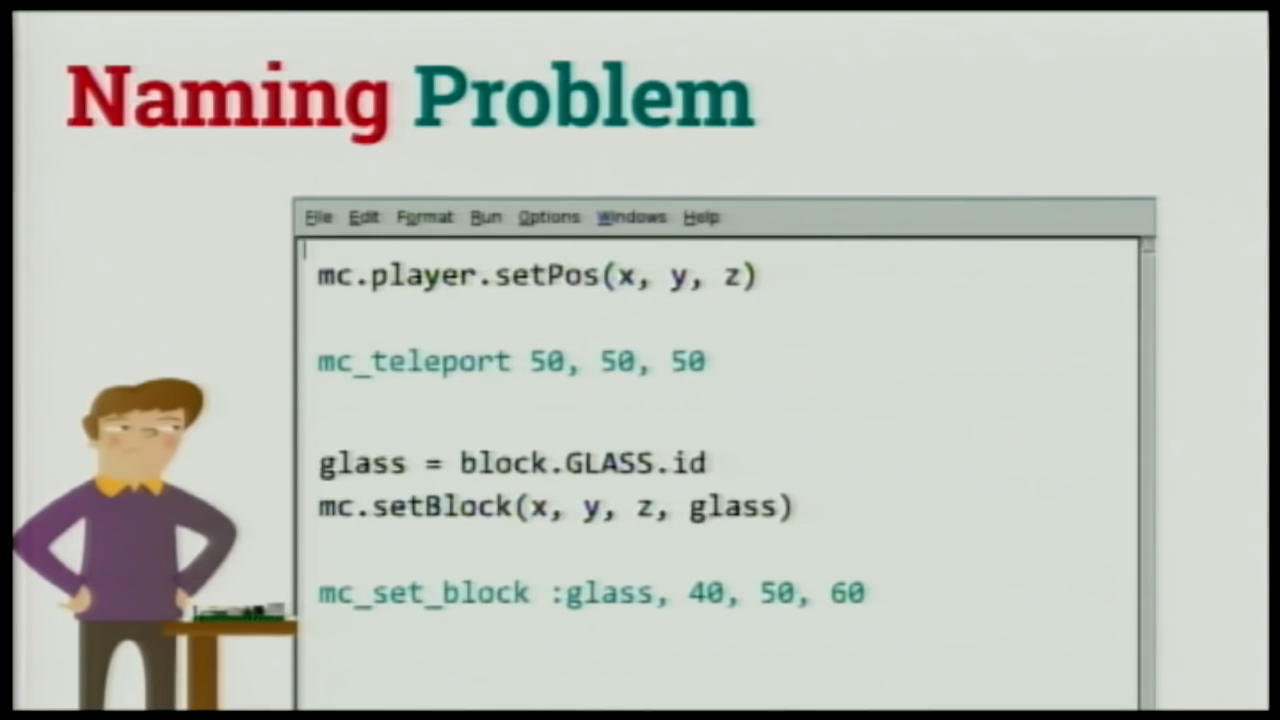 Naming Problem
File Edit Format Run Options Windows Help
mc.player.setPos(x, y, z)
mc_teleport 50, 50, 50
glass = block.GLASS.id
mc.setBlock(x, y, z, glass)
mc_set_block :glass, 40, 50, 60